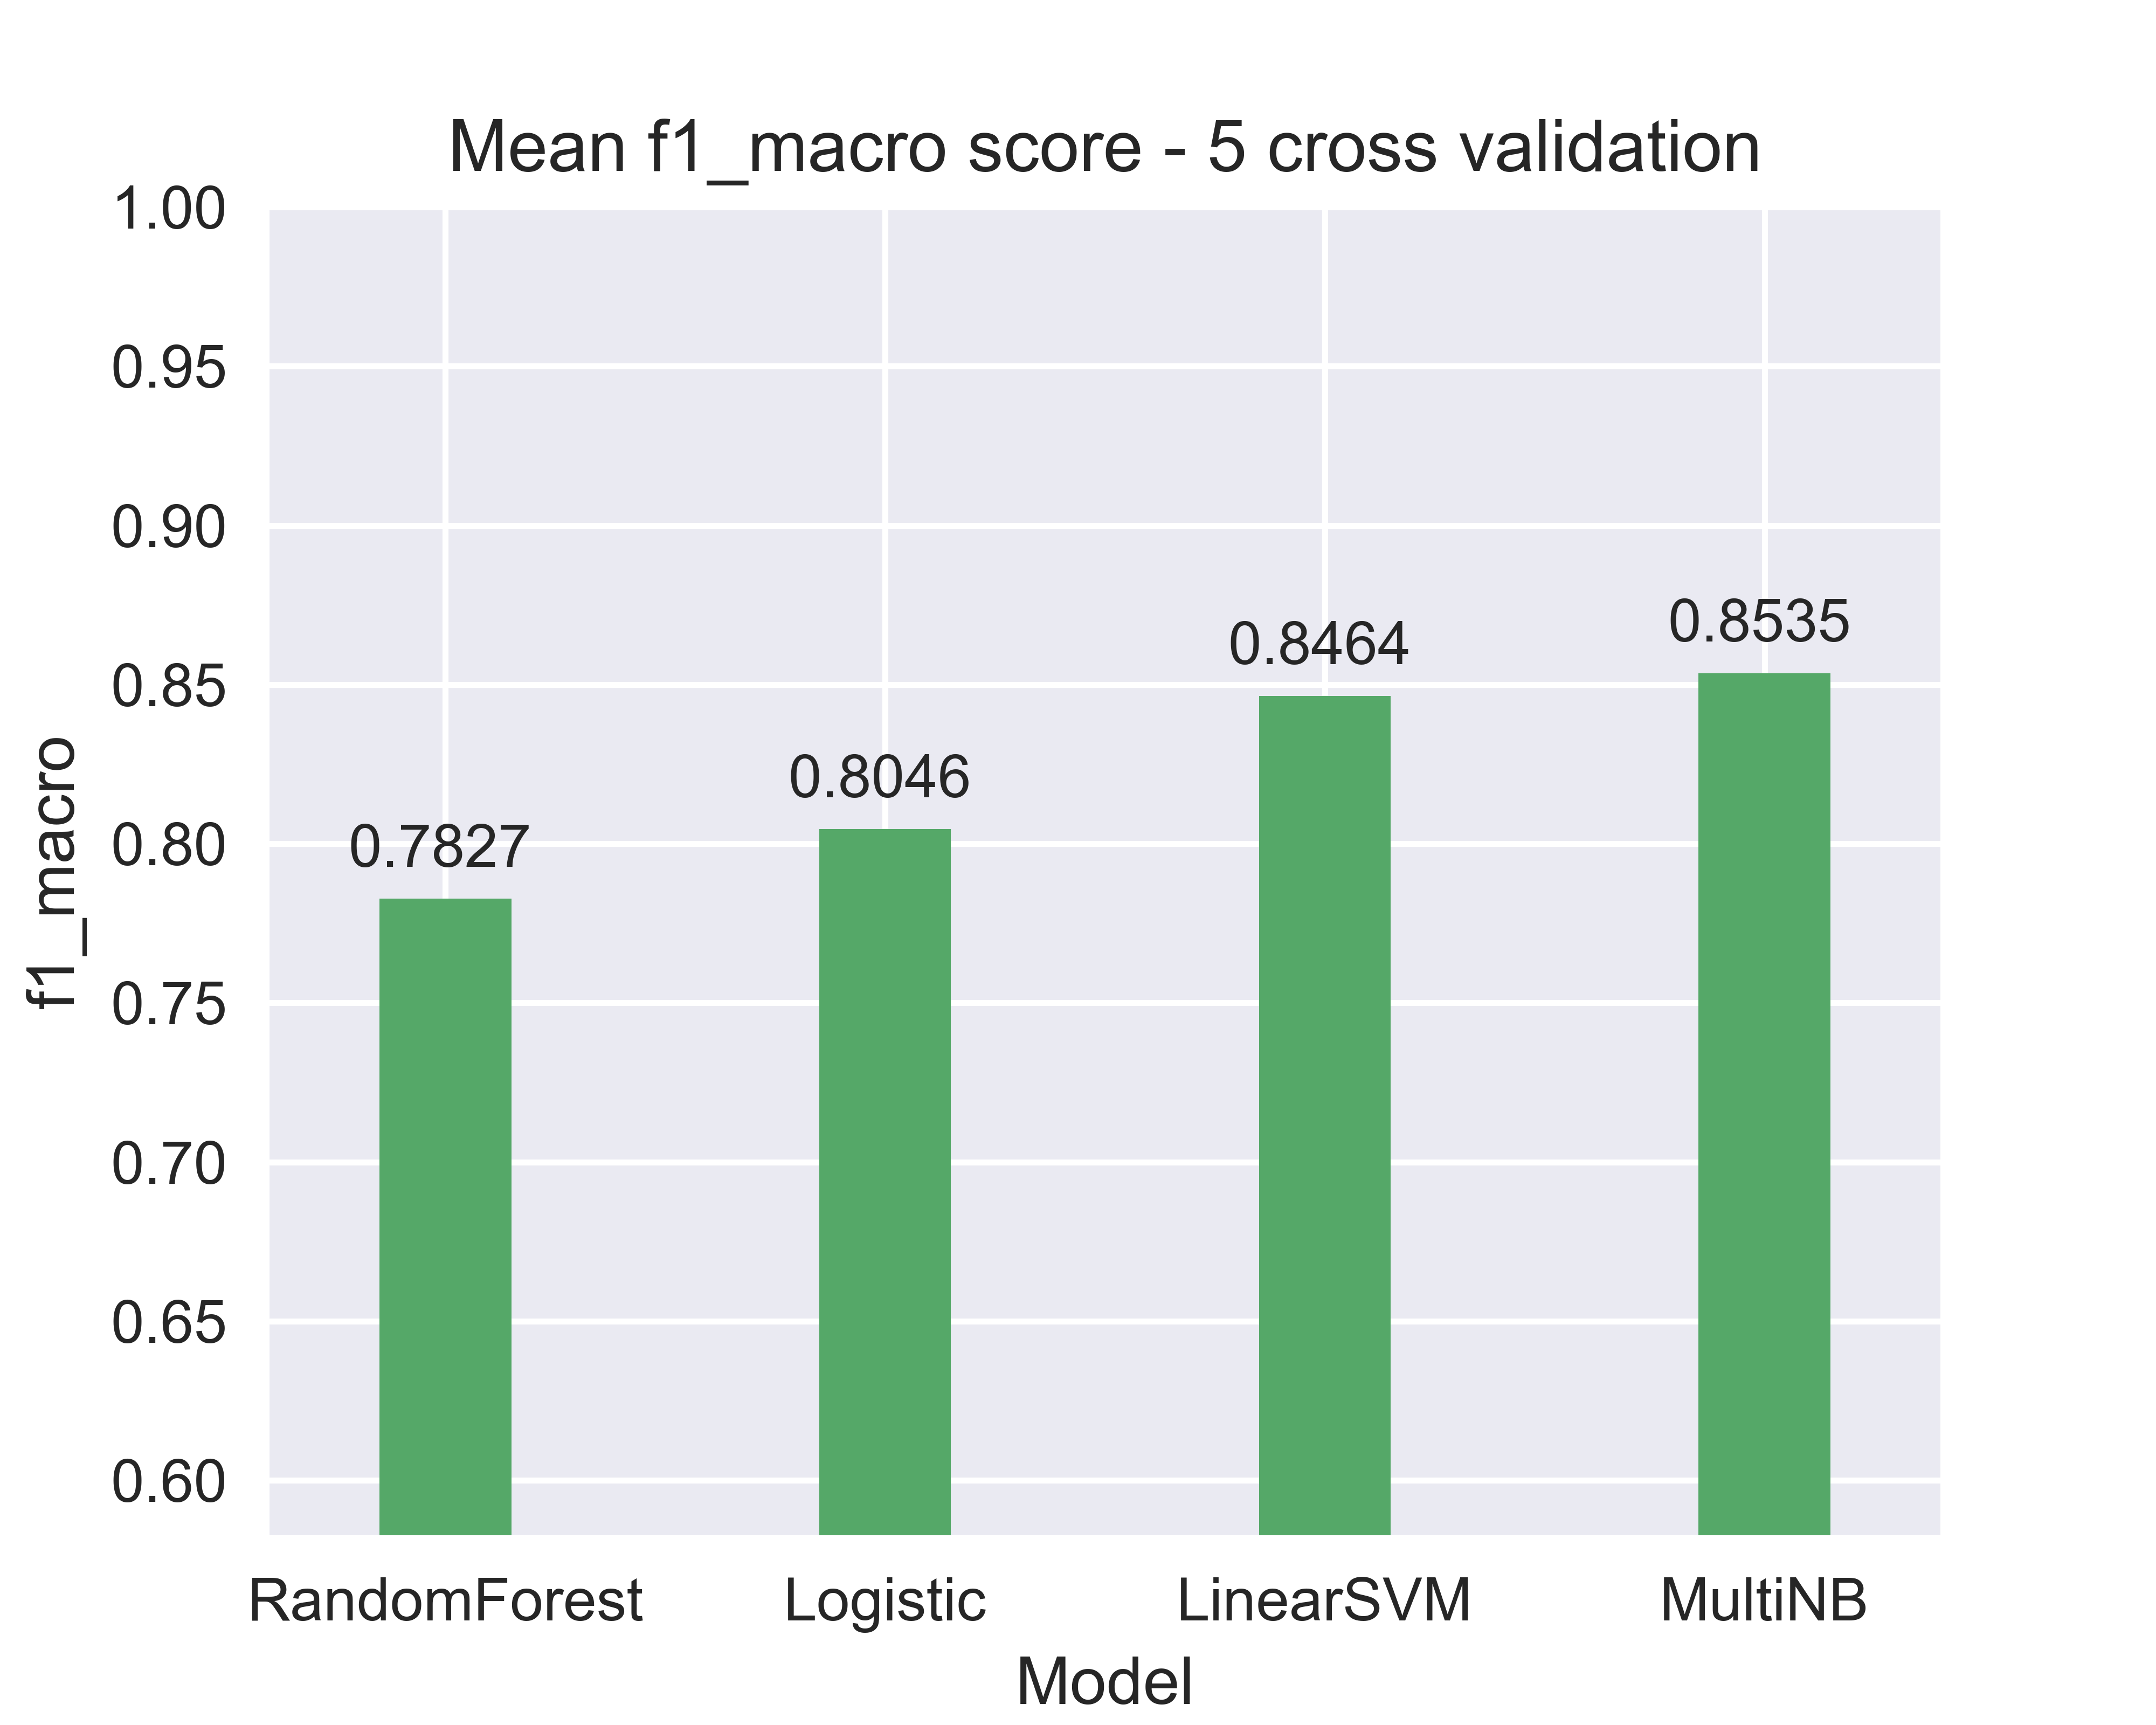 Mean f1_macro score - 5 cross validation
1.00
0.95
0.90
0.85
0.80
0.75
0.70
0.65
0.60
f1_macro
0.7827
0.8046
0.8464
0.8535
RandomForest
Logistic
LinearSVM
MultiNB
Model